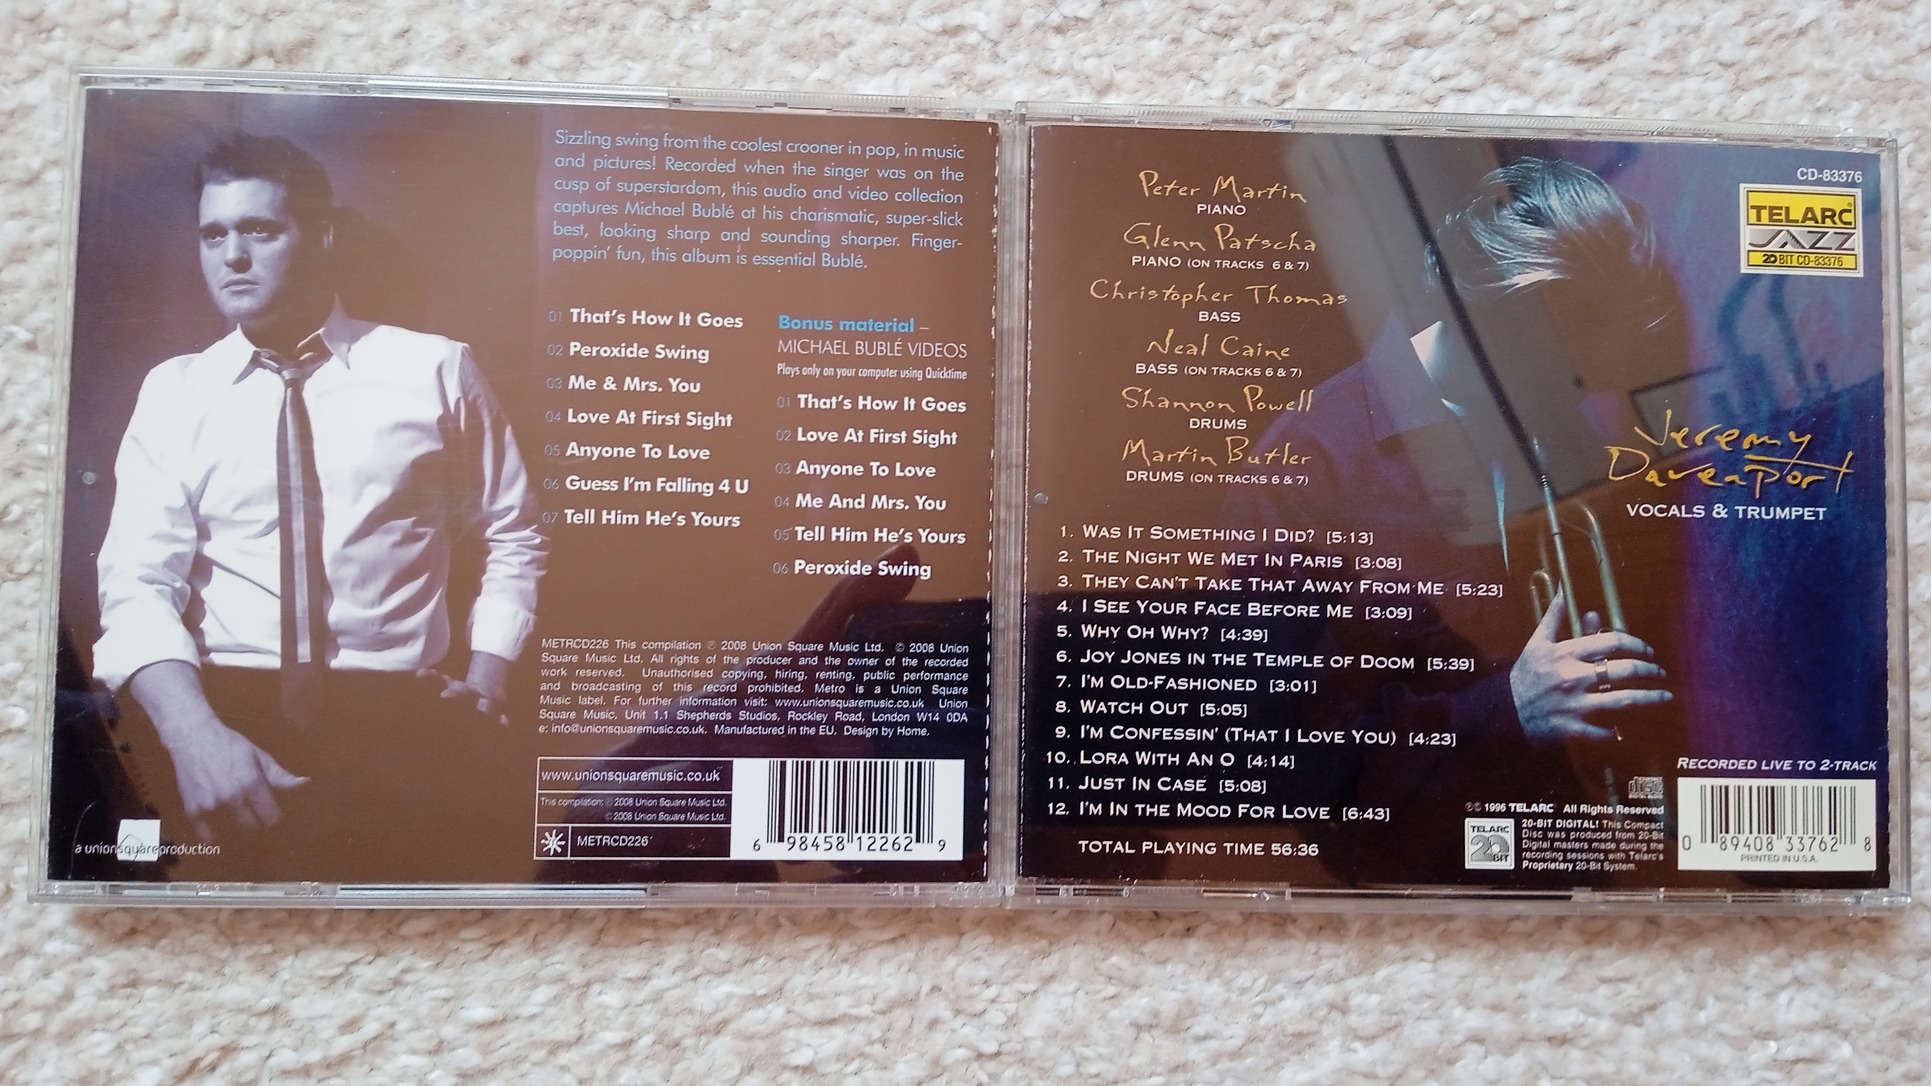 Sizzling swing from the coolest crooner in pop, in music
and pictures! Recorded when the singer was on the
cusp of superstardom, this audio and video collection
captures Michael Bublé at his charismatic, super-slick
best, looking sharp and sounding sharper. Finger-
poppin' fun, this album is essential Bublé.
01 That's How It Goes
02 Peroxide Swing
03 Me & Mrs. You
04 Love At First Sight
05 Anyone To Love
06 Guess I'm Falling 4 U
07 Tell Him He's Yours
Bonus material –
MICHAEL BUBLÉ VIDEOS
Plays only on your computer using Quicktime
01 That's How It Goes
02 Love At First Sight
03 Anyone To Love
04 Me And Mrs. You
05 Tell Him He's Yours
06 Peroxide Swing
METRCD226 This compilation ℗ 2008 Union Square Music Ltd. © 2008 Union
Square Music Ltd. All rights of the producer and the owner of the recorded
work reserved. Unauthorised copying, hiring, renting, public performance
and broadcasting of this record prohibited. Metro is a Union Square
Music label. For further information visit: www.unionsquaremusic.co.uk Union
Square Music, Unit 1.1 Shepherds Studios, Rockley Road, London W14 0DA
e: info@unionsquaremusic.co.uk. Manufactured in the EU. Design by Home.
www.unionsquaremusic.co.uk
This compilation: ℗ 2008 Union Square Music Ltd.
© 2008 Union Square Music Ltd.
METRCD226
6 98458 12262 9
a unionsquareproduction
Peter Martin
PIANO
Glenn Patscha
PIANO (ON TRACKS 6 & 7)
Christopher Thomas
BASS
Neal Caine
BASS (ON TRACKS 6 & 7)
Shannon Powell
DRUMS
Martin Butler
DRUMS (ON TRACKS 6 & 7)
CD-83376
TELARC
JAZZ
20 BIT CD-83376
Jeremy
Davenport
VOCALS & TRUMPET
1. WAS IT SOMETHING I DID? [5:13]
2. THE NIGHT WE MET IN PARIS [3:08]
3. THEY CAN'T TAKE THAT AWAY FROM ME [5:23]
4. I SEE YOUR FACE BEFORE ME [3:09]
5. WHY OH WHY? [4:39]
6. JOY JONES IN THE TEMPLE OF DOOM [5:39]
7. I'M OLD-FASHIONED [3:01]
8. WATCH OUT [5:05]
9. I'M CONFESSIN' (THAT I LOVE YOU) [4:23]
10. LORA WITH AN O [4:14]
11. JUST IN CASE [5:08]
12. I'M IN THE MOOD FOR LOVE [6:43]
TOTAL PLAYING TIME 56:36
RECORDED LIVE TO 2-TRACK
℗© 1996 TELARC® All Rights Reserved
TELARC
20
BIT
20-BIT DIGITAL! This Compact
Disc was produced from 20-Bit
Digital masters made during the
recording sessions with Telarc's
Proprietary 20-Bit System.
0 89408 33762 8
PRINTED IN U.S.A.